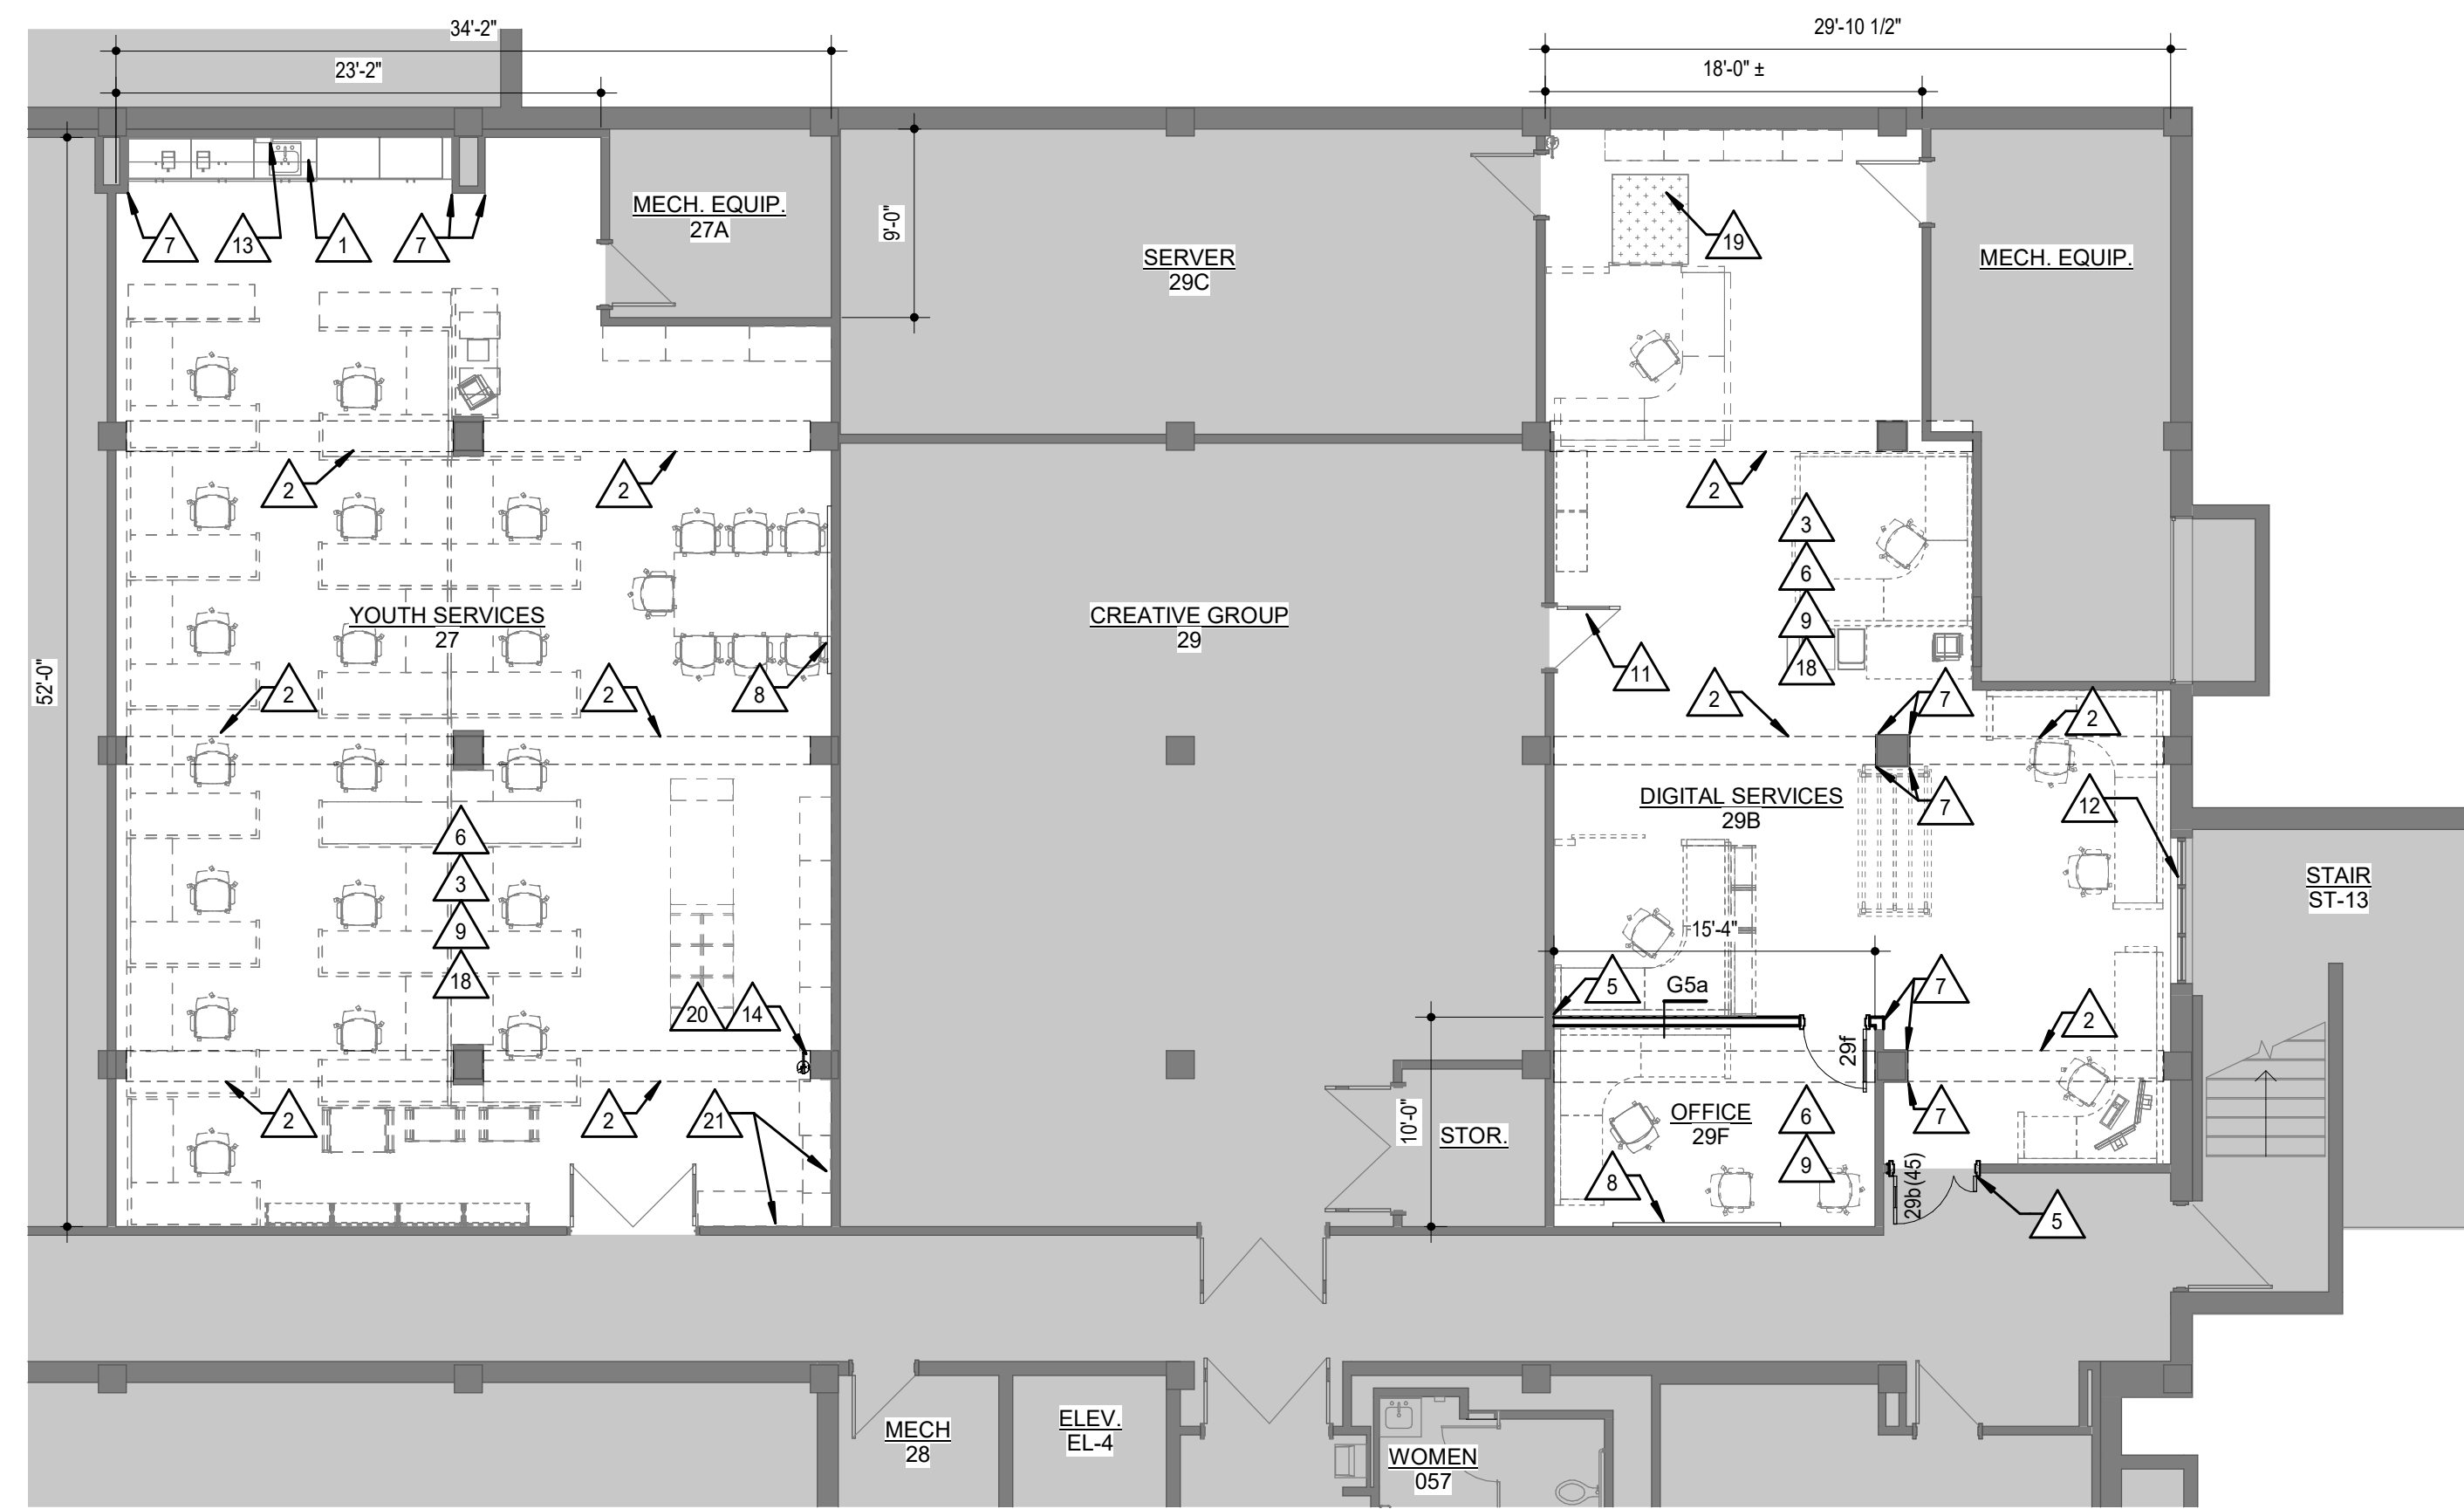 34'-2"
29'-10 1/2"
23'-2"
18'-0" ±
MECH. EQUIP.
27A
9'-0"
7
13
1
7
19
SERVER
29C
MECH. EQUIP.
2
2
2
3
6
9
18
YOUTH SERVICES
27
CREATIVE GROUP
29
52'-0"
2
2
8
11
2
7
2
DIGITAL SERVICES
29B
7
12
6
3
9
18
STAIR
ST-13
15'-4"
20
14
5
G5a
7
2
29f
2
2
21
10'-0"
STOR.
OFFICE
29F
6
9
7
8
29b(45)
5
MECH
28
ELEV.
EL-4
WOMEN
057